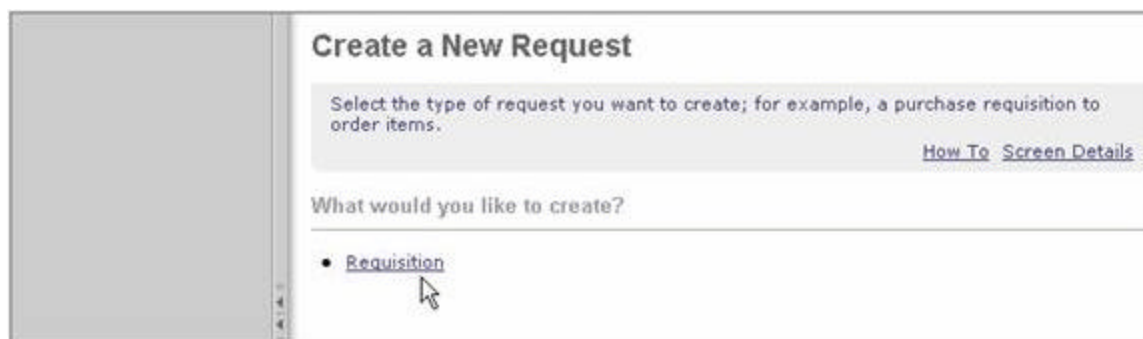 Create a New Request
Select the type of request you want to create; for example, a purchase requisition to
order items.
How To Screen Details
What would you like to create?
Requisition